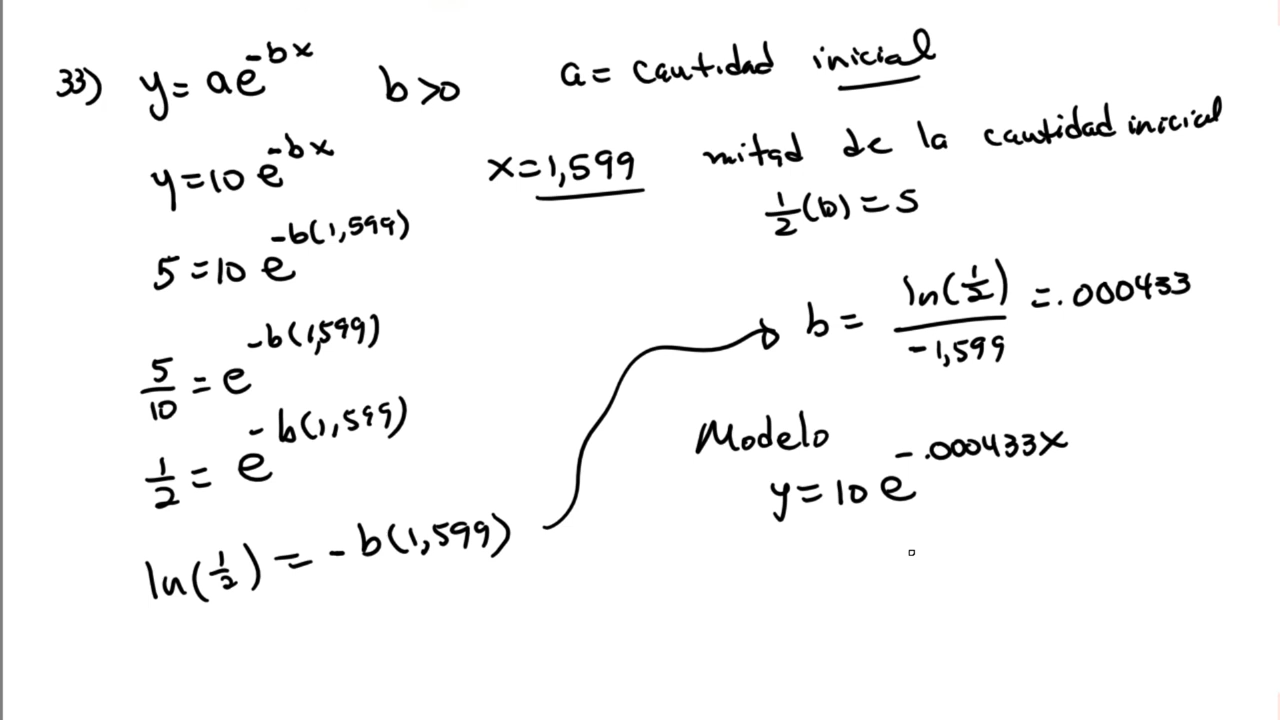 33) y = ae^{-bx} b>0 a = cantidad inicial
y = 10 e^{-bx} x = 1,599 mitad de la cantidad inicial
1/2 (10) = 5
5 = 10 e^{-b(1,599)}
5/10 = e^{-b(1,599)}
1/2 = e^{-b(1,599)}
ln(1/2) = -b(1,599)
b = ln(1/2) / -1,599 = .000433
Modelo
y = 10 e^{-.000433x}